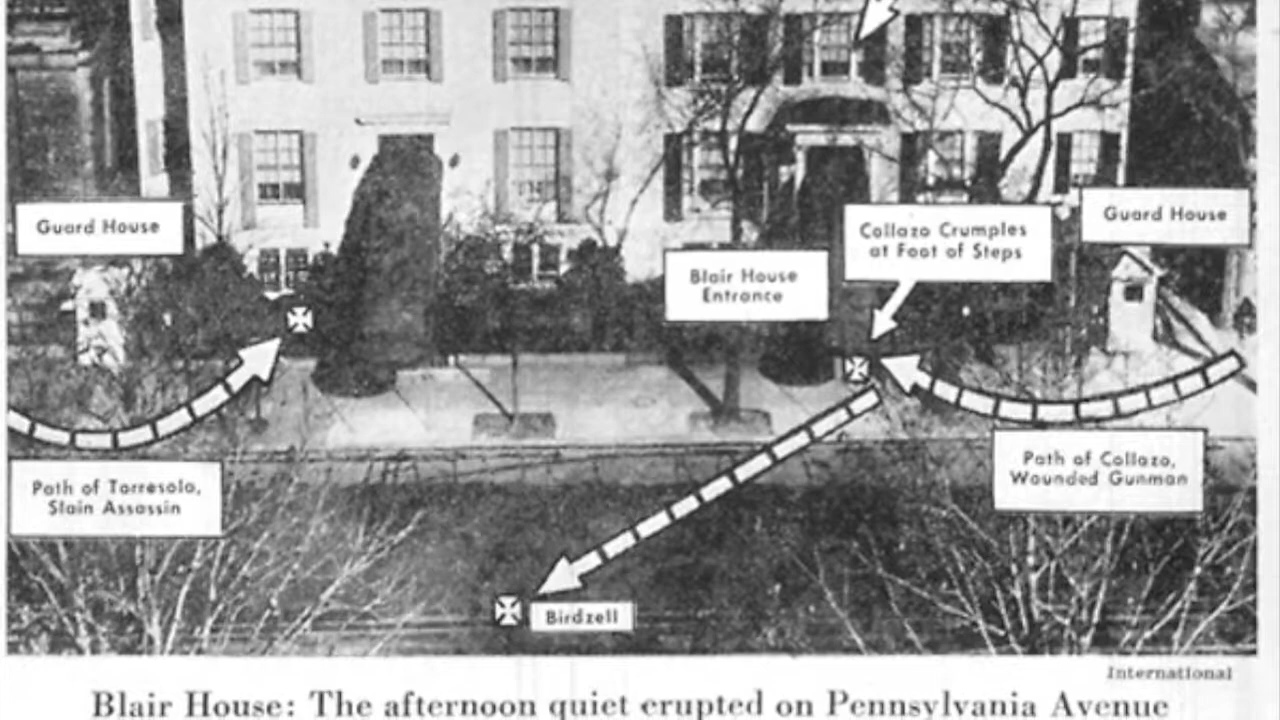 Guard House
Guard House
Collazo Crumples
at Foot of Steps
Blair House
Entrance
Path of Torresola,
Slain Assassin
Path of Collazo,
Wounded Gunman
Birdzell
International
Blair House: The afternoon quiet erupted on Pennsylvania Avenue